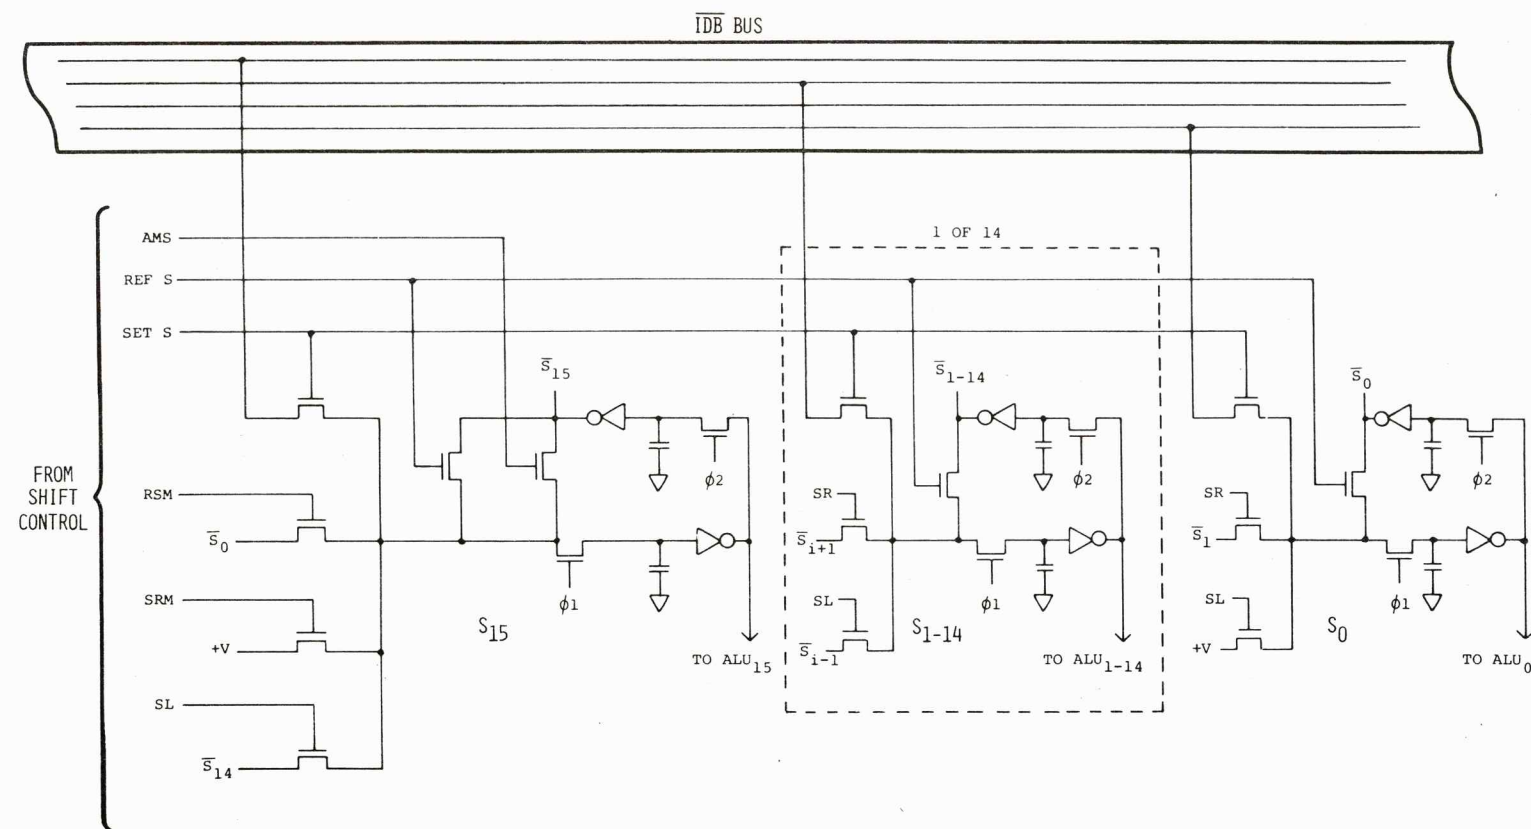 I̅D̅B̅ BUS
1 OF 14
AMS
REF S
SET S
S̅15
S̅1-14
S̅0
FROM
SHIFT
CONTROL
RSM
S̅0
SRM
+V
SL
S̅14
φ2
φ1
S15
TO ALU15
SR
S̅i+1
SL
S̅i-1
φ2
φ1
S1-14
TO ALU1-14
SR
S̅1
SL
+V
φ2
φ1
S0
TO ALU0